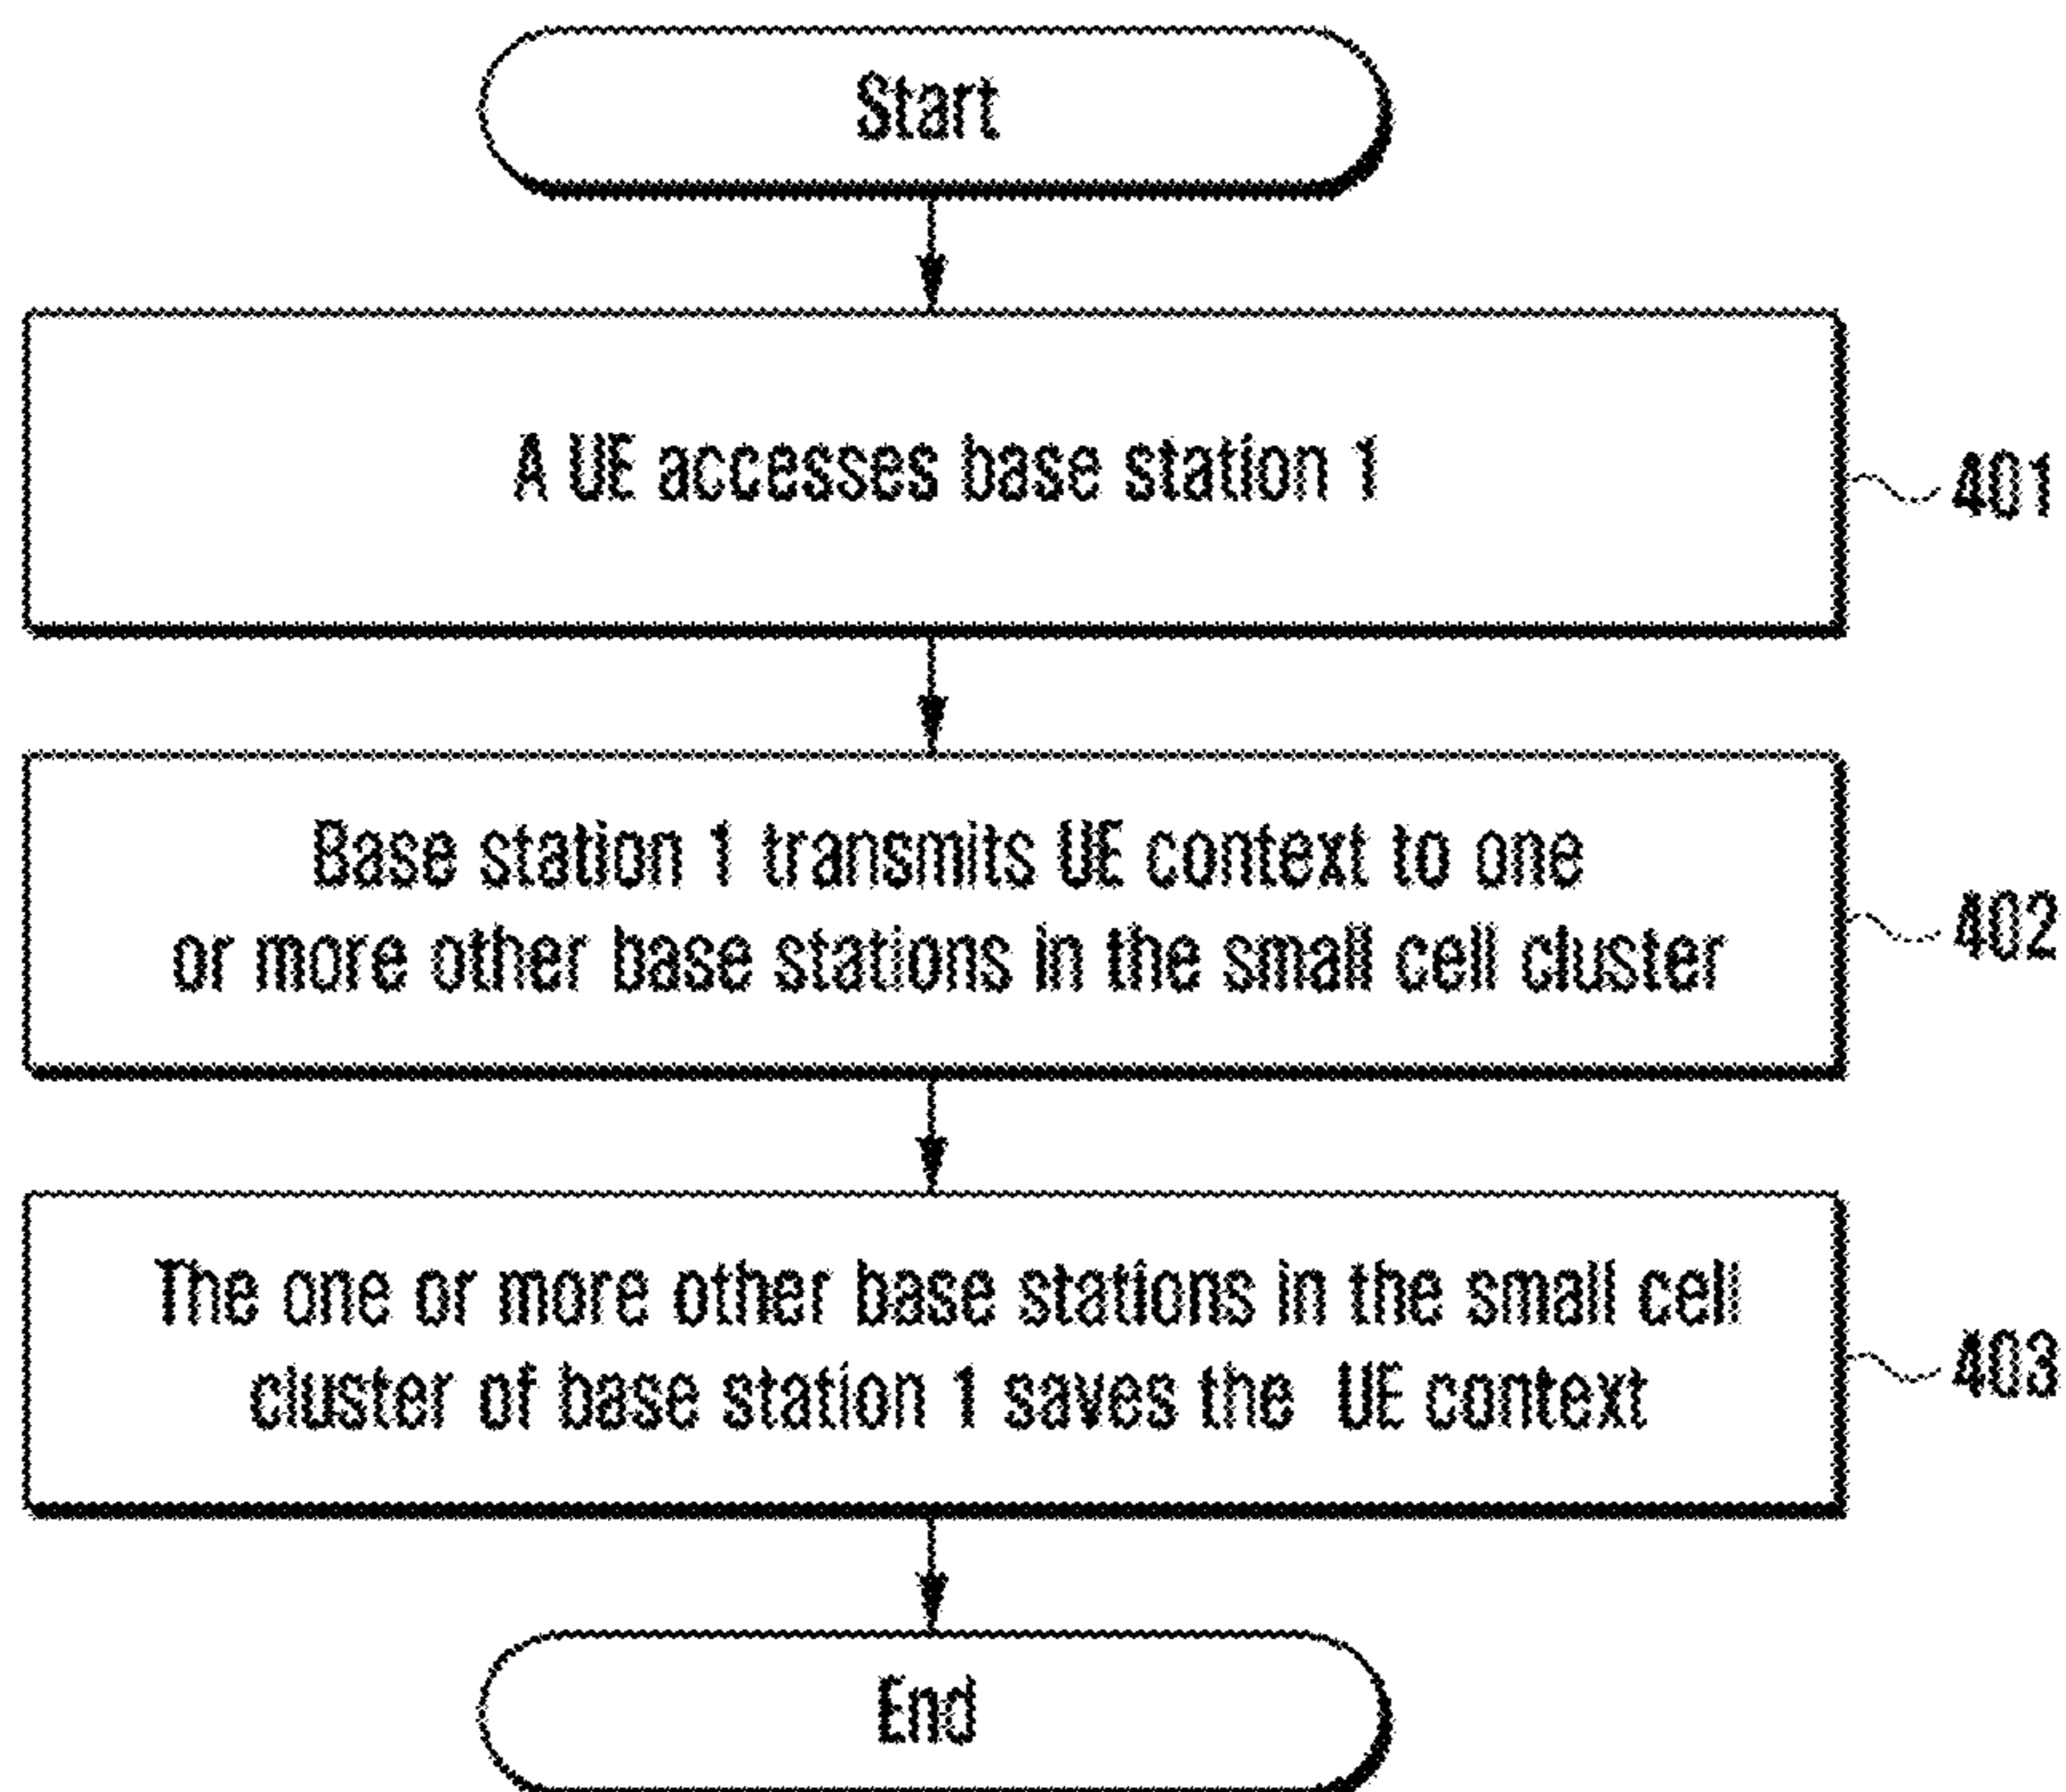 Start
A UE accesses base station 1
401
Base station 1 transmits UE context to one
or more other base stations in the small cell cluster
402
The one or more other base stations in the small cell
cluster of base station 1 saves the UE context
403
End